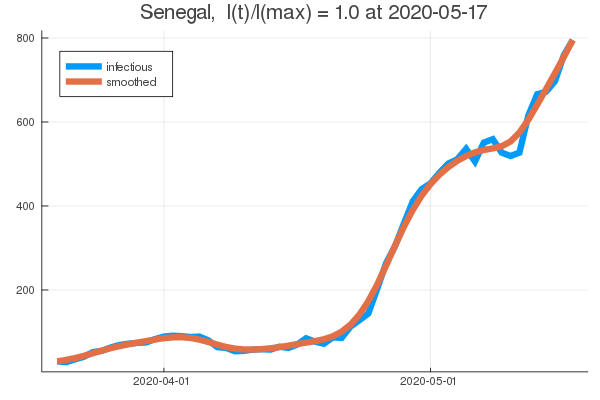 Senegal,  I(t)/I(max) = 1.0 at 2020-05-17
800
infectious
smoothed
600
400
200
2020-04-01
2020-05-01